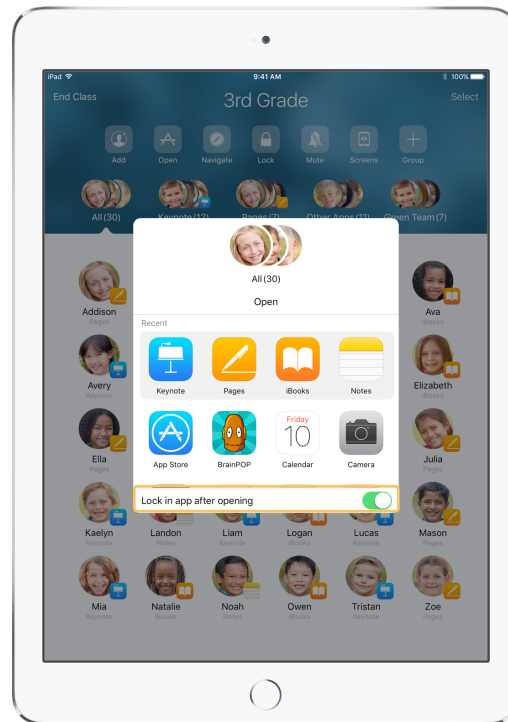 iPad 9:41 AM 100%
End Class 3rd Grade Select
Add Open Navigate Lock Mute Screens Group
All (30) Keynote (12) Pages (7) Other Apps (11) Green Team (7)
All (30)
Open
Recent
Keynote Pages iBooks Notes
Friday
10
App Store BrainPOP Calendar Camera
Lock in app after opening
Addison Ava
Pages iBooks
Avery Elizabeth
Keynote iBooks
Ella Julia
Pages Pages
Kaelyn Landon Liam Logan Lucas Mason
Keynote Notes Keynote iBooks Keynote Pages
Mia Natalie Noah Owen Tristan Zoe
Keynote iBooks Notes iBooks Keynote Pages